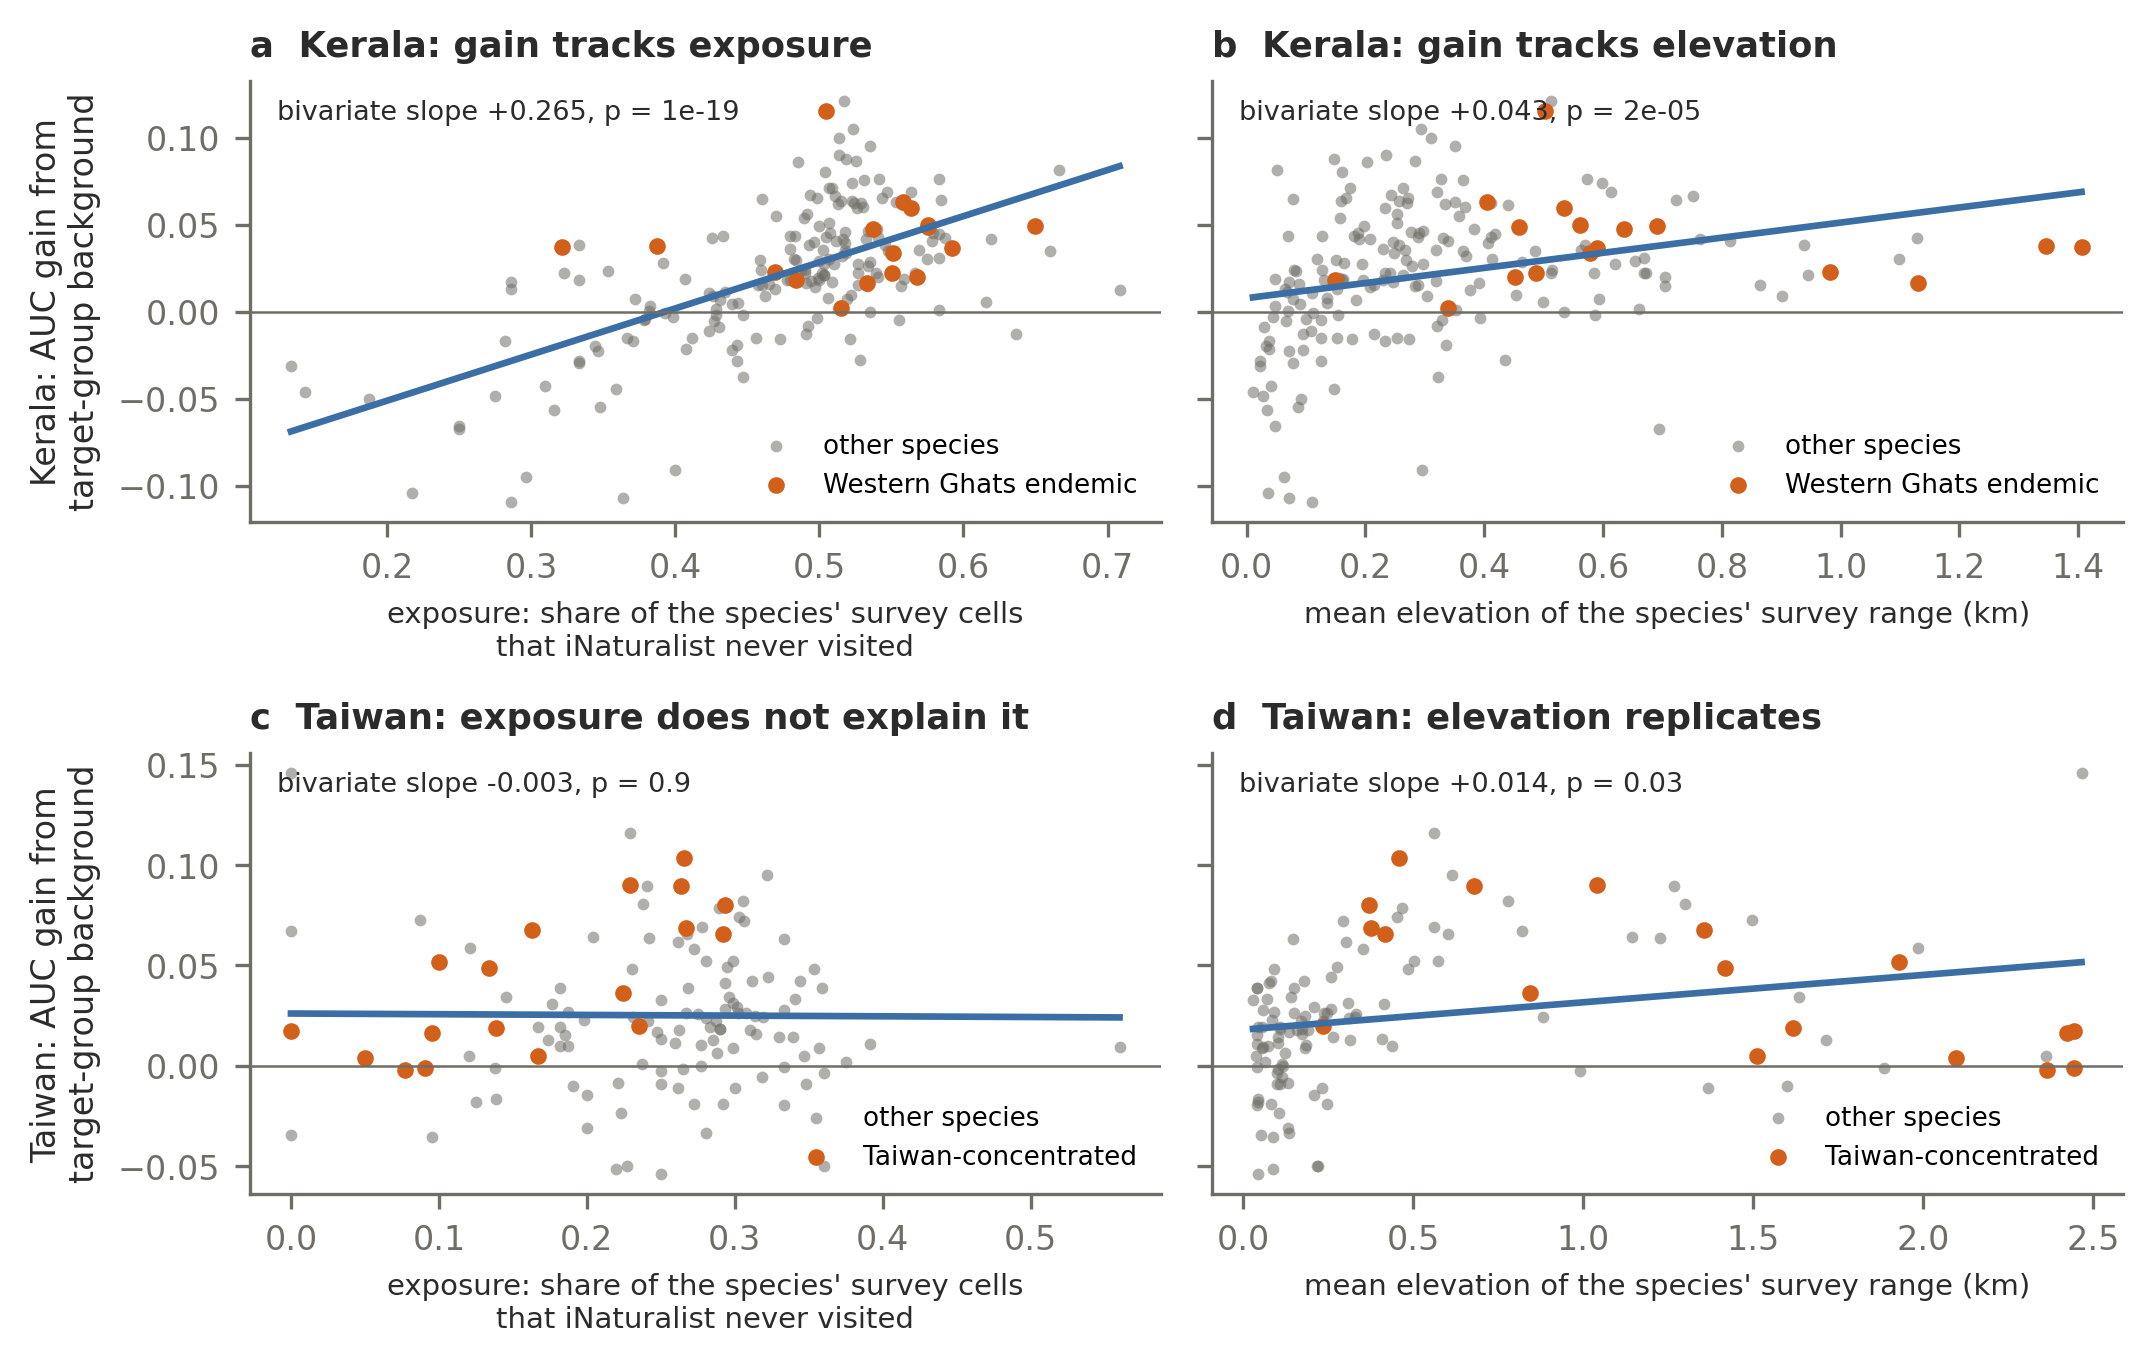 a Kerala: gain tracks exposure
bivariate slope +0.265, p = 1e-19
Kerala: AUC gain from
target-group background
0.10
0.05
0.00
−0.05
−0.10
other species
Western Ghats endemic
0.2 0.3 0.4 0.5 0.6 0.7
exposure: share of the species' survey cells
that iNaturalist never visited
b Kerala: gain tracks elevation
bivariate slope +0.043, p = 2e-05
other species
Western Ghats endemic
0.0 0.2 0.4 0.6 0.8 1.0 1.2 1.4
mean elevation of the species' survey range (km)
c Taiwan: exposure does not explain it
bivariate slope -0.003, p = 0.9
Taiwan: AUC gain from
target-group background
0.15
0.10
0.05
0.00
−0.05
other species
Taiwan-concentrated
0.0 0.1 0.2 0.3 0.4 0.5
exposure: share of the species' survey cells
that iNaturalist never visited
d Taiwan: elevation replicates
bivariate slope +0.014, p = 0.03
other species
Taiwan-concentrated
0.0 0.5 1.0 1.5 2.0 2.5
mean elevation of the species' survey range (km)